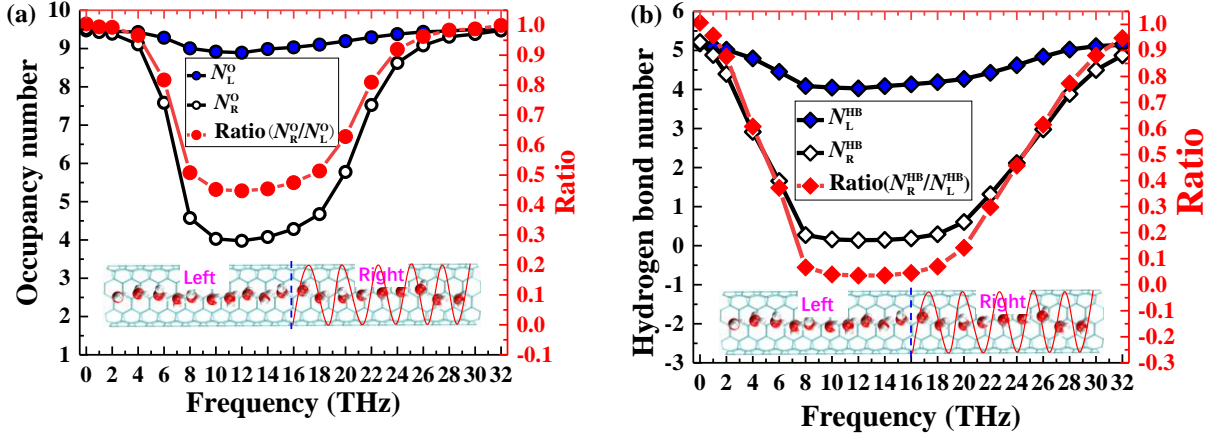 (a)
Occupancy number
10
9
8
7
6
5
4
3
2
1
N_L^O
N_R^O
Ratio(N_R^O/N_L^O)
Left
Right
1.0
0.9
0.8
0.7
0.6
0.5
0.4
0.3
0.2
0.1
0.0
-0.1
Ratio
0 2 4 6 8 10 12 14 16 18 20 22 24 26 28 30 32
Frequency (THz)
(b)
Hydrogen bond number
6
5
4
3
2
1
0
-1
-2
-3
N_L^HB
N_R^HB
Ratio(N_R^HB/N_L^HB)
Left
Right
1.0
0.9
0.8
0.7
0.6
0.5
0.4
0.3
0.2
0.1
0.0
-0.1
-0.2
-0.3
Ratio
0 2 4 6 8 10 12 14 16 18 20 22 24 26 28 30 32
Frequency (THz)